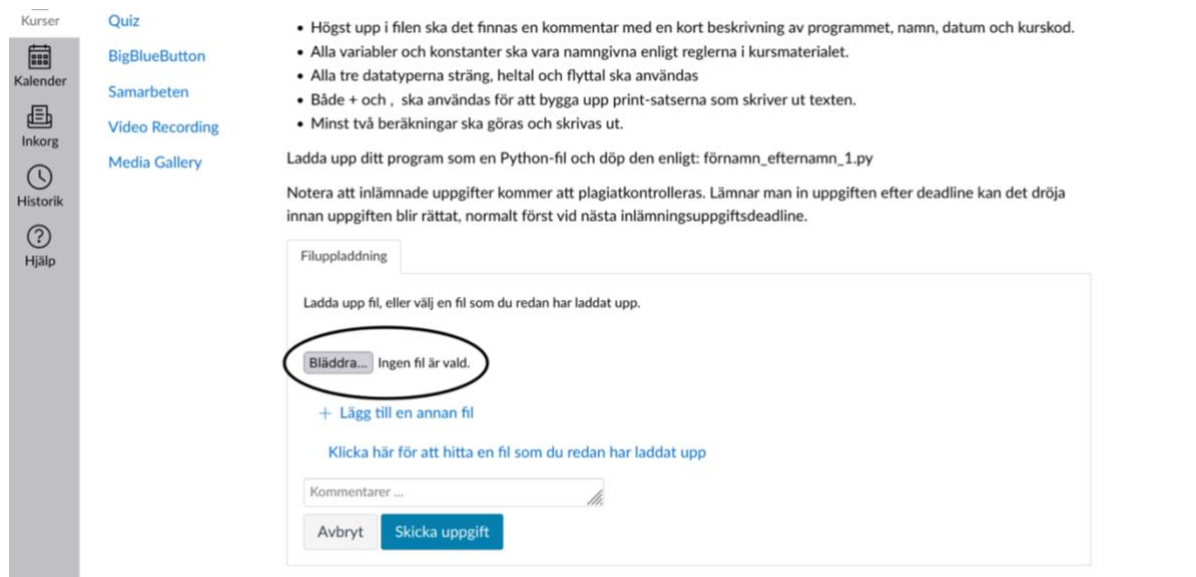 Kurser
Kalender
Inkorg
Historik
Hjälp
Quiz
BigBlueButton
Samarbeten
Video Recording
Media Gallery
• Högst upp i filen ska det finnas en kommentar med en kort beskrivning av programmet, namn, datum och kurskod.
• Alla variabler och konstanter ska vara namngivna enligt reglerna i kursmaterialet.
• Alla tre datatyperna sträng, heltal och flyttal ska användas
• Både + och , ska användas för att bygga upp print-satserna som skriver ut texten.
• Minst två beräkningar ska göras och skrivas ut.
Ladda upp ditt program som en Python-fil och döp den enligt: förnamn_efternamn_1.py
Notera att inlämnade uppgifter kommer att plagiatkontrolleras. Lämnar man in uppgiften efter deadline kan det dröja
innan uppgiften blir rättat, normalt först vid nästa inlämningsuppgiftsdeadline.
Filuppladdning
Ladda upp fil, eller välj en fil som du redan har laddat upp.
Bläddra... Ingen fil är vald.
+ Lägg till en annan fil
Klicka här för att hitta en fil som du redan har laddat upp
Kommentarer ...
Avbryt Skicka uppgift